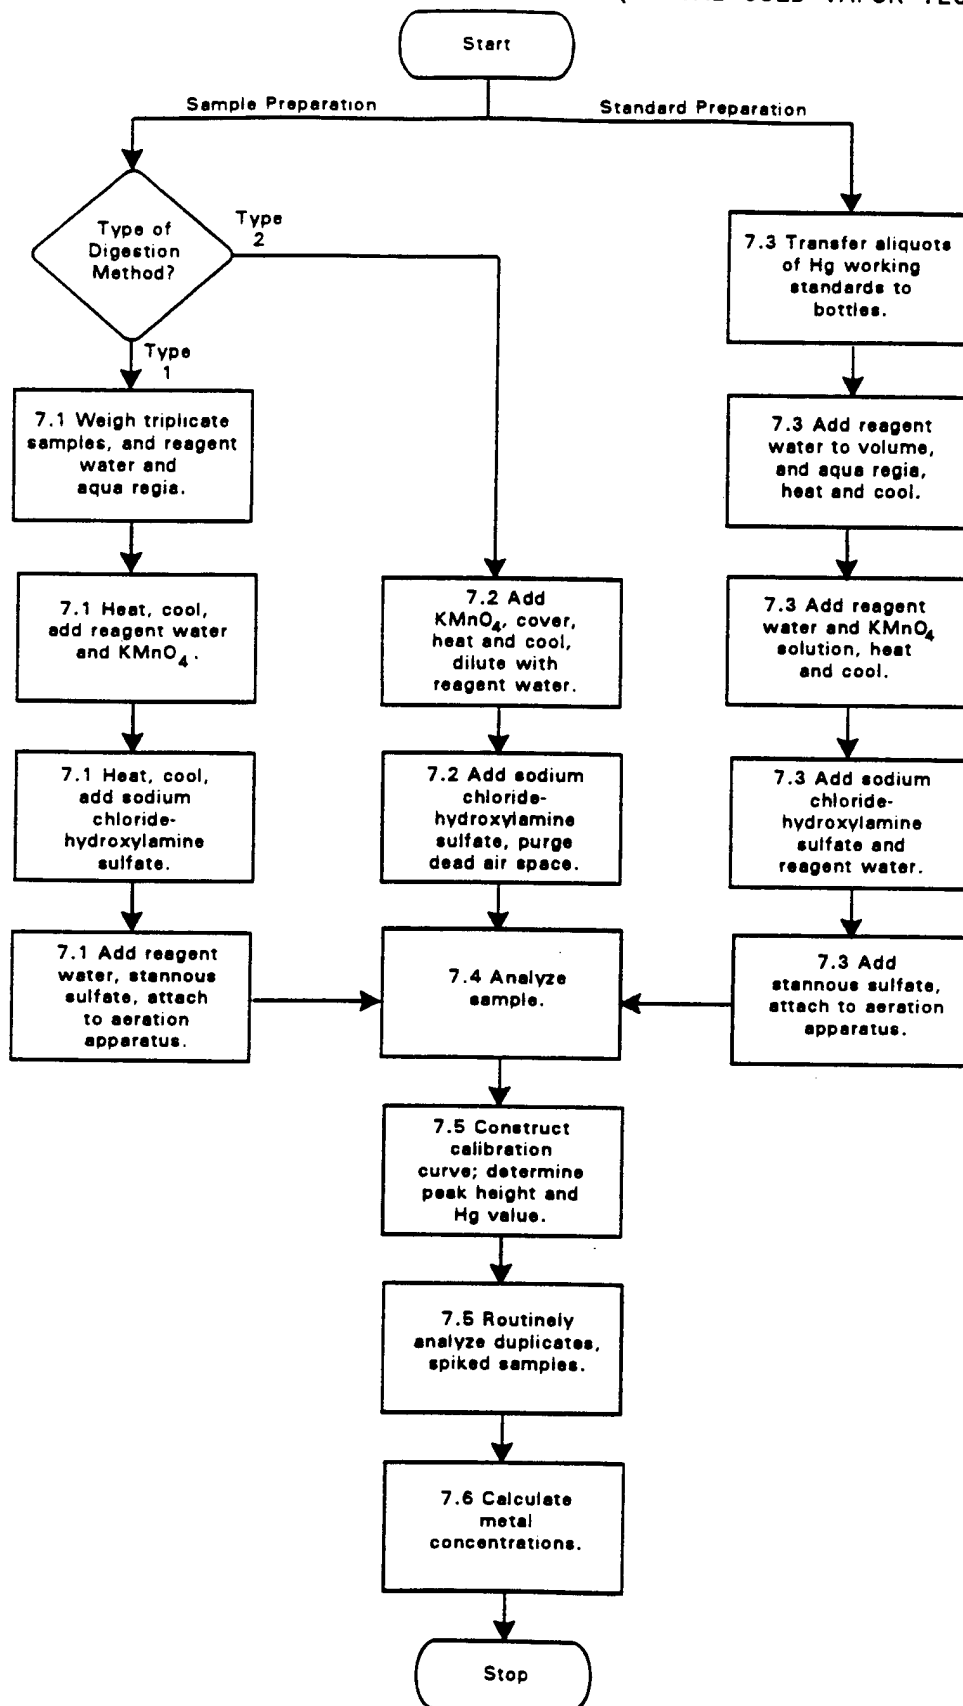 Start
Sample Preparation
Standard Preparation
Type of
Digestion
Method?
Type
2
Type
1
7.1 Weigh triplicate
samples, and reagent
water and
aqua regia.
7.1 Heat, cool,
add reagent water
and KMnO4.
7.1 Heat, cool,
add sodium
chloride-
hydroxylamine
sulfate.
7.1 Add reagent
water, stannous
sulfate, attach
to aeration
apparatus.
7.2 Add
KMnO4, cover,
heat and cool,
dilute with
reagent water.
7.2 Add sodium
chloride-
hydroxylamine
sulfate, purge
dead air space.
7.3 Transfer aliquots
of Hg working
standards to
bottles.
7.3 Add reagent
water to volume,
and aqua regia,
heat and cool.
7.3 Add reagent
water and KMnO4
solution, heat
and cool.
7.3 Add sodium
chloride-
hydroxylamine
sulfate and
reagent water.
7.3 Add
stannous sulfate,
attach to aeration
apparatus.
7.4 Analyze
sample.
7.5 Construct
calibration
curve; determine
peak height and
Hg value.
7.5 Routinely
analyze duplicates,
spiked samples.
7.6 Calculate
metal
concentrations.
Stop